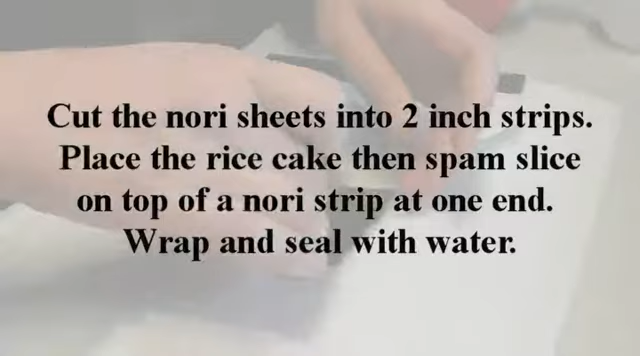 Cut the nori sheets into 2 inch strips.
Place the rice cake then spam slice
on top of a nori strip at one end.
Wrap and seal with water.